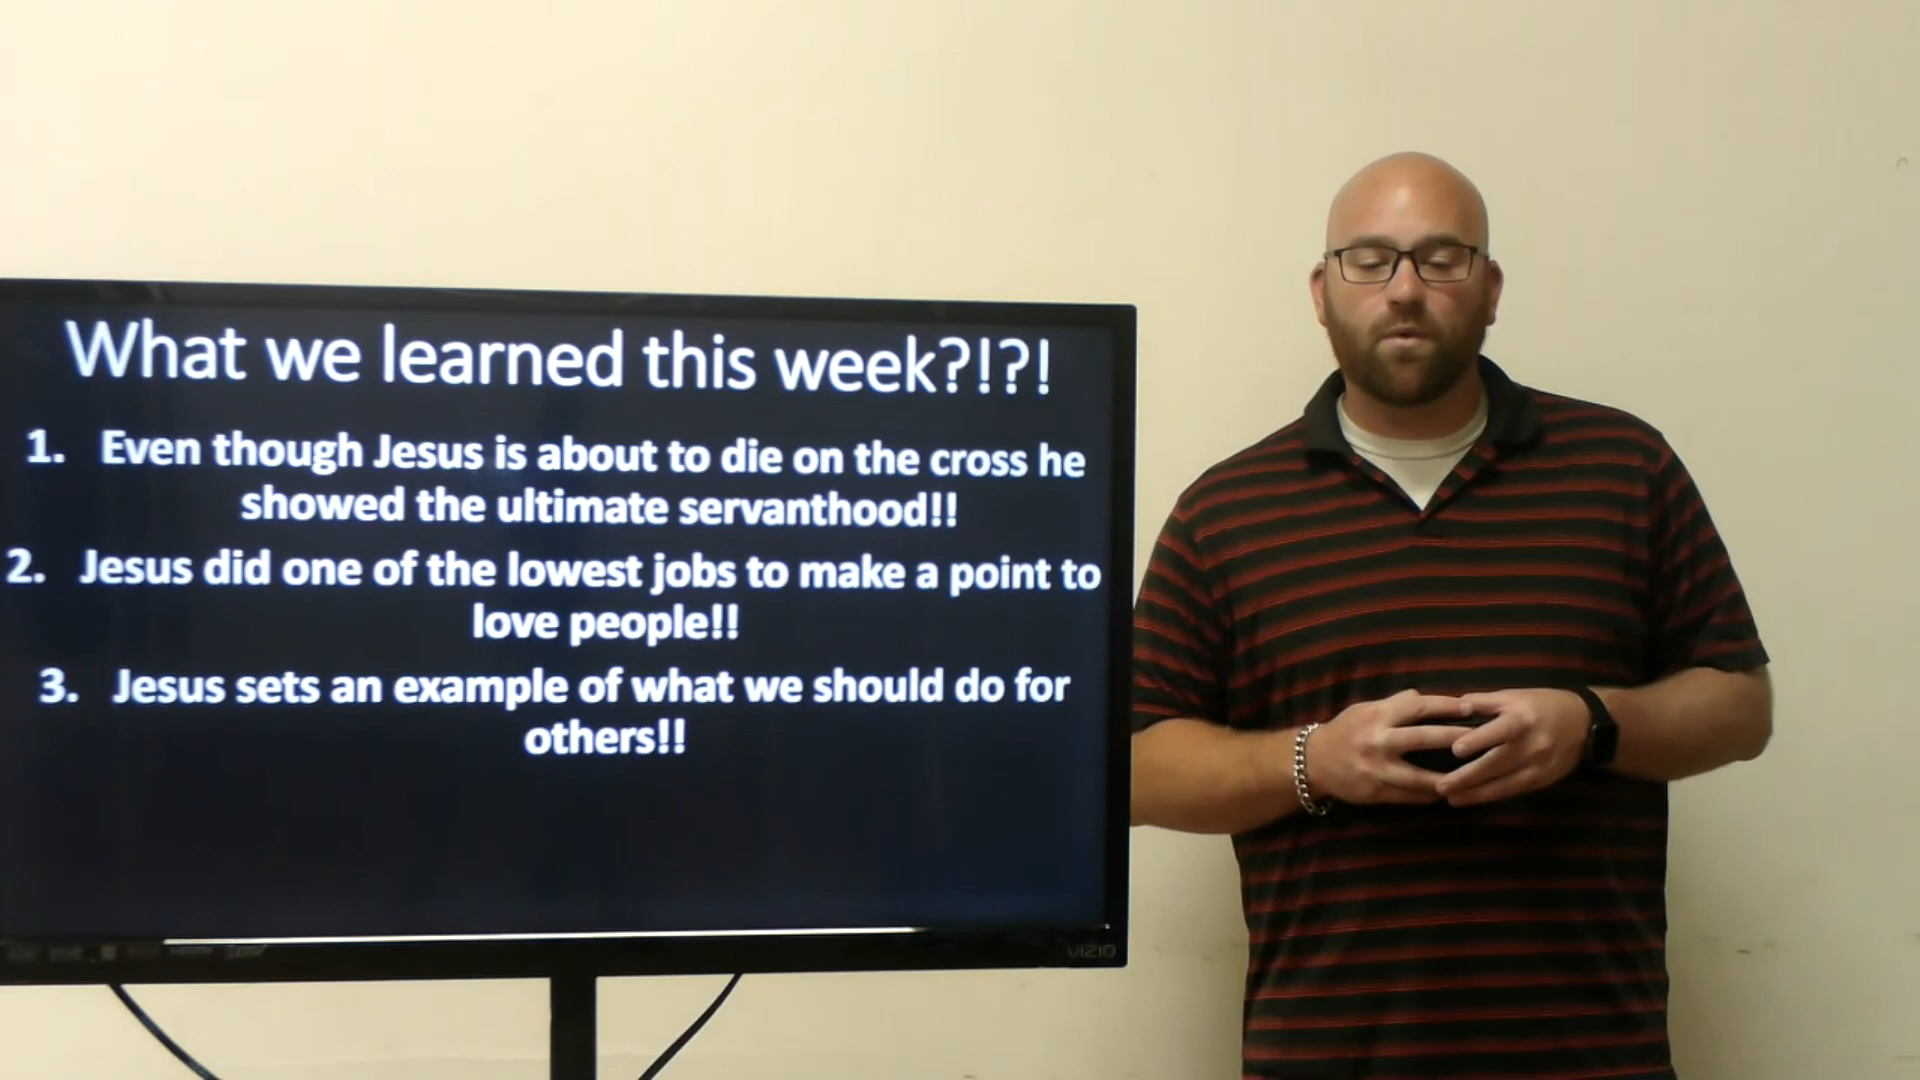 What we learned this week?!?!
1. Even though Jesus is about to die on the cross he
showed the ultimate servanthood!!
2. Jesus did one of the lowest jobs to make a point to
love people!!
3. Jesus sets an example of what we should do for
others!!
VIZIO